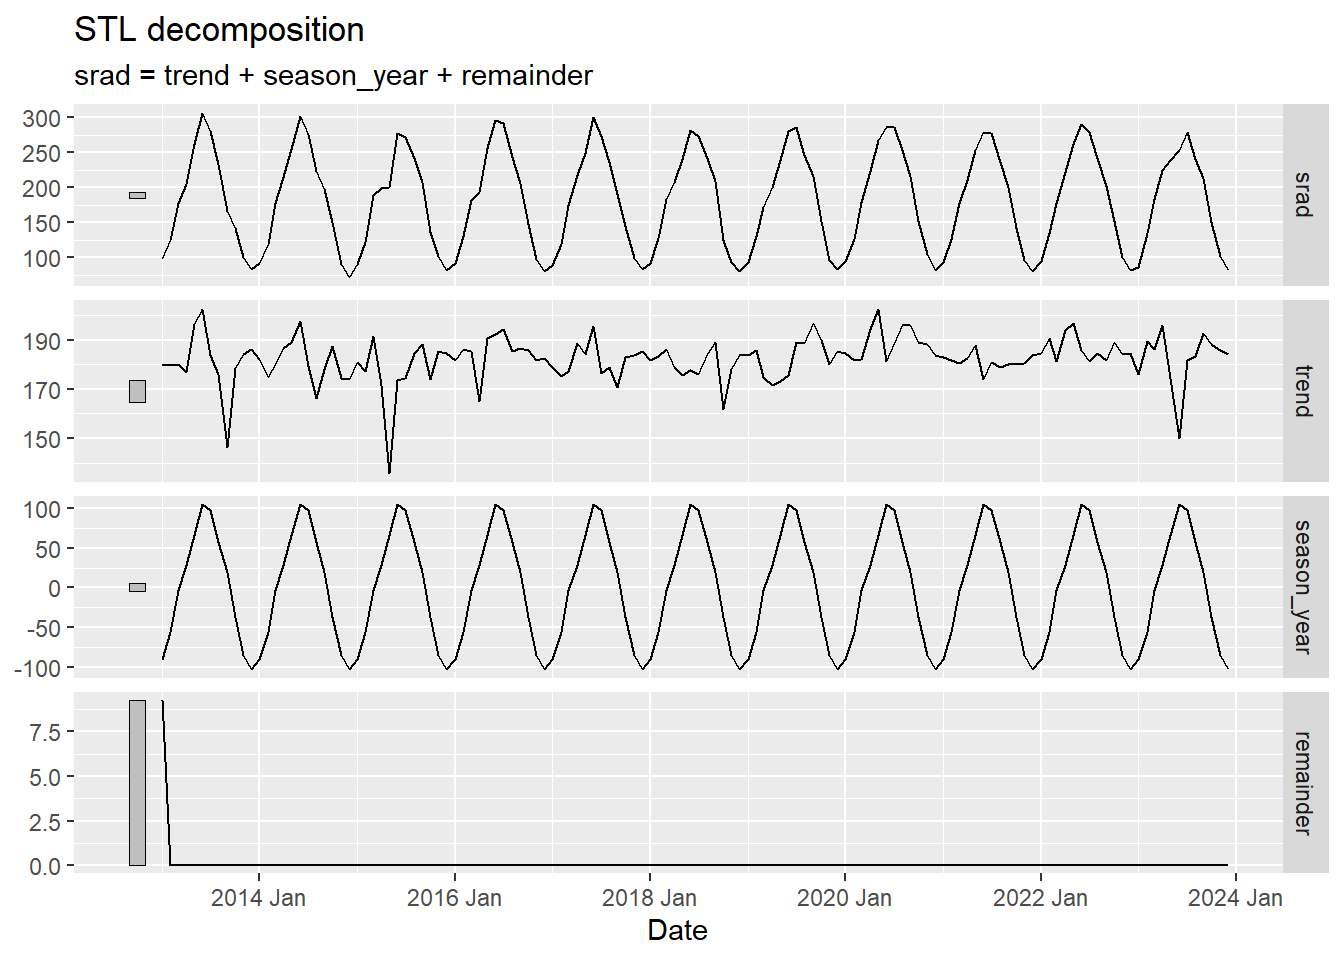 STL decomposition
srad = trend + season_year + remainder
300
250
200
150
100
srad
190
170
150
trend
100
50
0
-50
-100
season_year
7.5
5.0
2.5
0.0
remainder
2014 Jan 2016 Jan 2018 Jan 2020 Jan 2022 Jan 2024 Jan
Date